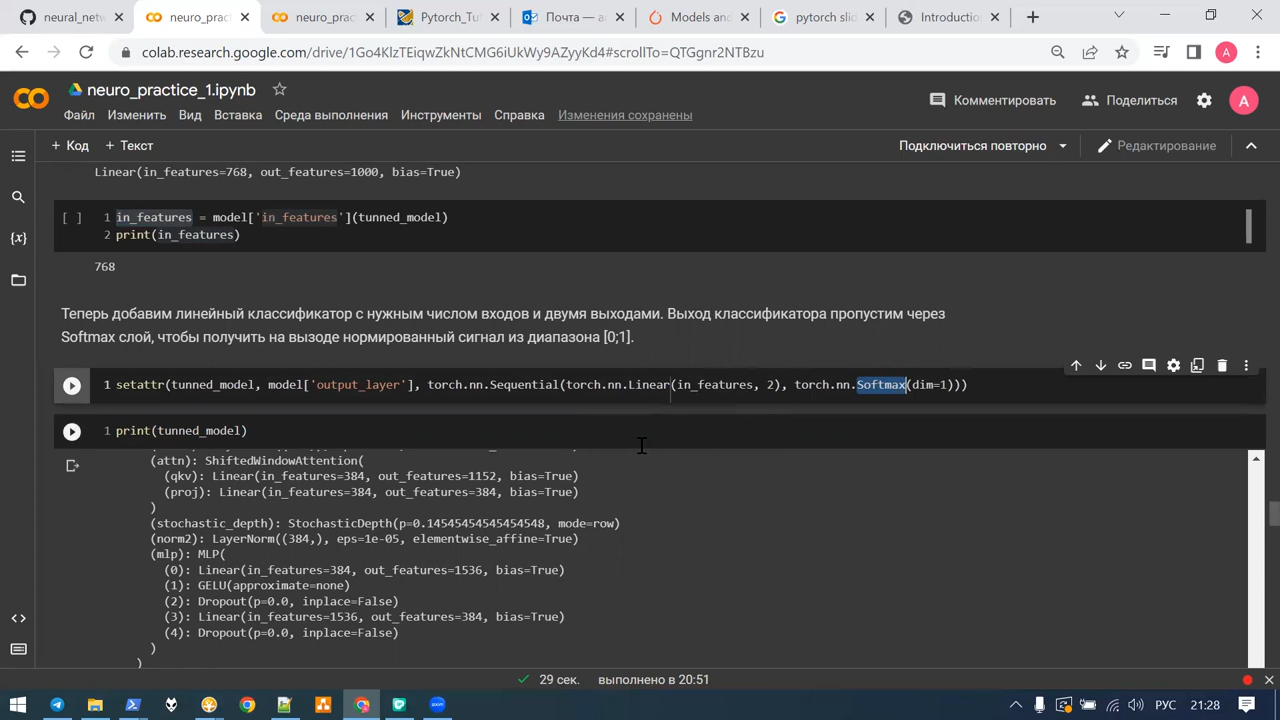 neural_netw
neuro_prac
neuro_prac
Pytorch_Tut
Почта — а
Models and
pytorch slid
Introduction
colab.research.google.com/drive/1Go4KlzTEiqwZkNtCMG6iUkWy9AZyyKd4#scrollTo=QTGgnr2NTBzu
A
neuro_practice_1.ipynb
Комментировать
Поделиться
A
Файл Изменить Вид Вставка Среда выполнения Инструменты Справка Изменения сохранены
+ Код + Текст
Подключиться повторно
Редактирование
Linear(in_features=768, out_features=1000, bias=True)
[ ] 1 in_features = model['in_features'](tunned_model)
2 print(in_features)
768
Теперь добавим линейный классификатор с нужным числом входов и двумя выходами. Выход классификатора пропустим через
Softmax слой, чтобы получить на вызоде нормированный сигнал из диапазона [0;1].
1 setattr(tunned_model, model['output_layer'], torch.nn.Sequential(torch.nn.Linear(in_features, 2), torch.nn.Softmax(dim=1)))
1 print(tunned_model)
(attn): ShiftedWindowAttention(
(qkv): Linear(in_features=384, out_features=1152, bias=True)
(proj): Linear(in_features=384, out_features=384, bias=True)
)
(stochastic_depth): StochasticDepth(p=0.14545454545454548, mode=row)
(norm2): LayerNorm((384,), eps=1e-05, elementwise_affine=True)
(mlp): MLP(
(0): Linear(in_features=384, out_features=1536, bias=True)
(1): GELU(approximate=none)
(2): Dropout(p=0.0, inplace=False)
(3): Linear(in_features=1536, out_features=384, bias=True)
(4): Dropout(p=0.0, inplace=False)
)
)
29 сек. выполнено в 20:51
РУС 21:28